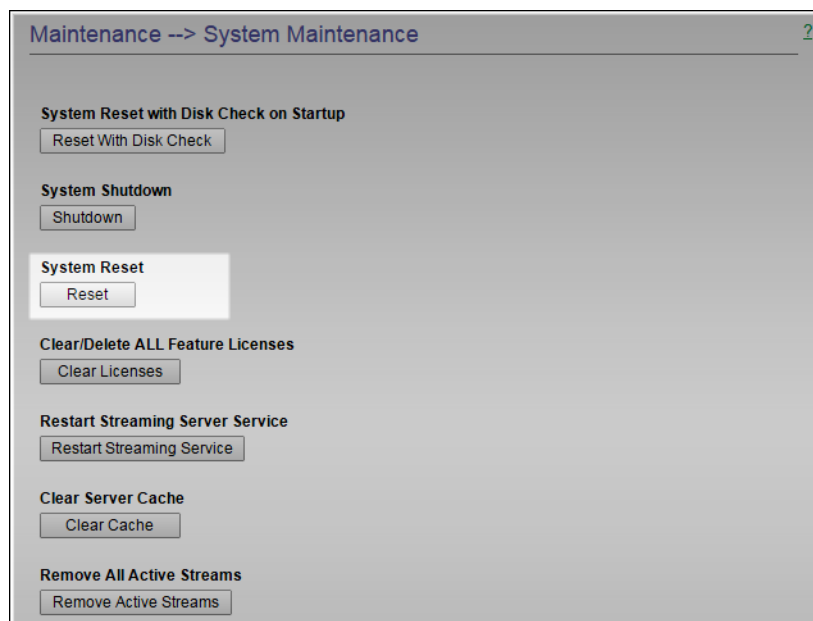 Maintenance --> System Maintenance ?
System Reset with Disk Check on Startup
Reset With Disk Check
System Shutdown
Shutdown
System Reset
Reset
Clear/Delete ALL Feature Licenses
Clear Licenses
Restart Streaming Server Service
Restart Streaming Service
Clear Server Cache
Clear Cache
Remove All Active Streams
Remove Active Streams